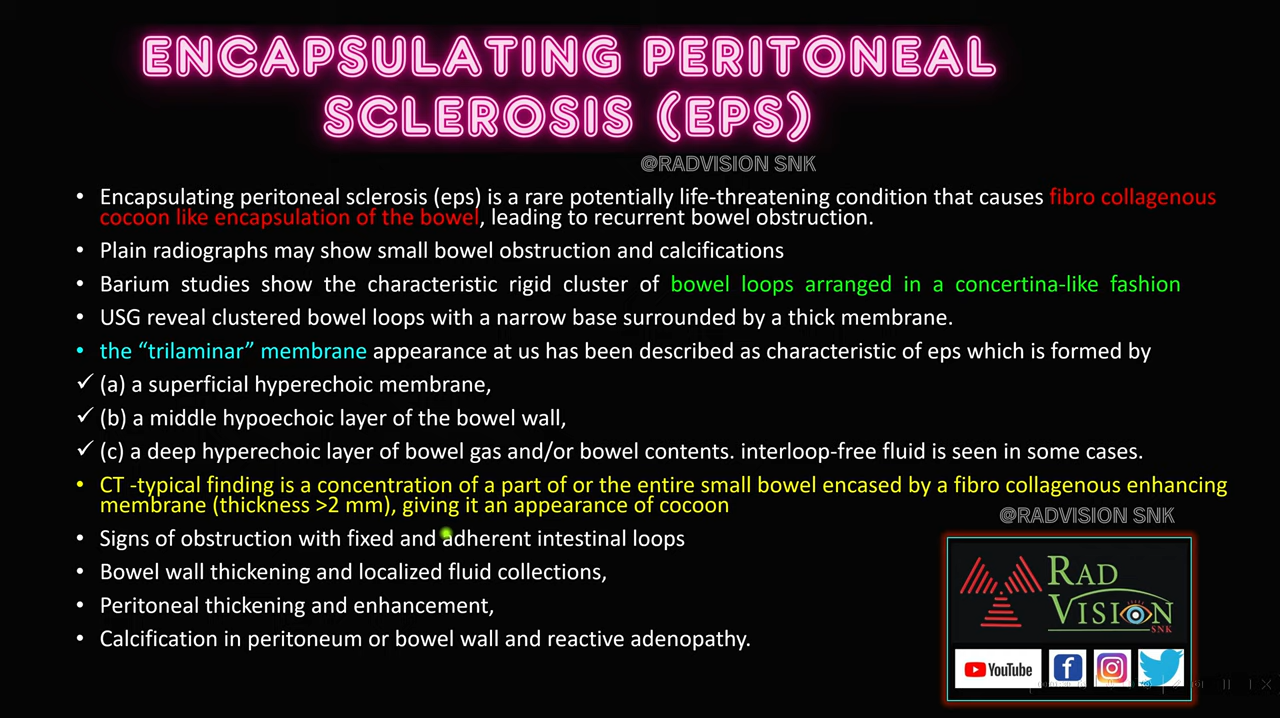 ENCAPSULATING PERITONEAL
SCLEROSIS (EPS)
@RADVISION SNK
• Encapsulating peritoneal sclerosis (eps) is a rare potentially life-threatening condition that causes fibro collagenous
cocoon like encapsulation of the bowel, leading to recurrent bowel obstruction.
• Plain radiographs may show small bowel obstruction and calcifications
• Barium studies show the characteristic rigid cluster of bowel loops arranged in a concertina-like fashion
• USG reveal clustered bowel loops with a narrow base surrounded by a thick membrane.
• the “trilaminar” membrane appearance at us has been described as characteristic of eps which is formed by
✓ (a) a superficial hyperechoic membrane,
✓ (b) a middle hypoechoic layer of the bowel wall,
✓ (c) a deep hyperechoic layer of bowel gas and/or bowel contents. interloop-free fluid is seen in some cases.
• CT -typical finding is a concentration of a part of or the entire small bowel encased by a fibro collagenous enhancing
membrane (thickness >2 mm), giving it an appearance of cocoon
@RADVISION SNK
• Signs of obstruction with fixed and adherent intestinal loops
• Bowel wall thickening and localized fluid collections,
• Peritoneal thickening and enhancement,
• Calcification in peritoneum or bowel wall and reactive adenopathy.
RAD
VISION
SNK
YouTube